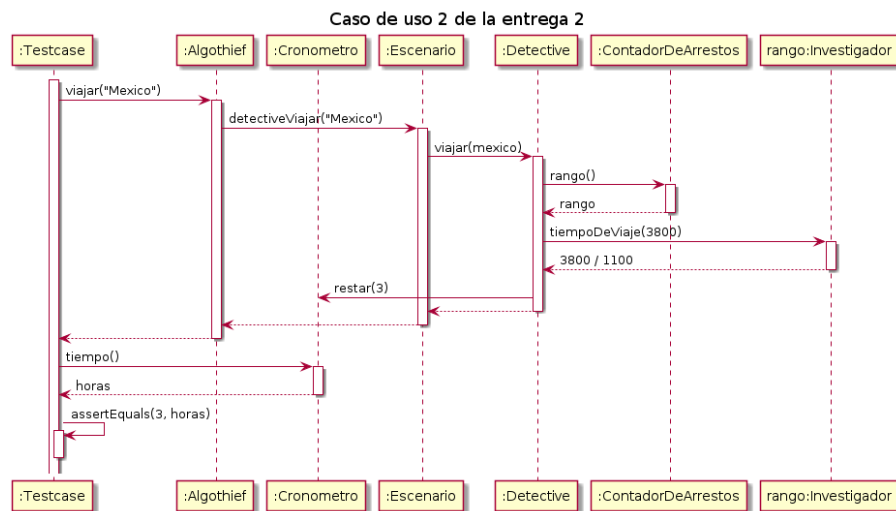 Caso de uso 2 de la entrega 2
:Testcase
:Algothief
:Cronometro
:Escenario
:Detective
:ContadorDeArrestos
rango:Investigador
viajar("Mexico")
detectiveViajar("Mexico")
viajar(mexico)
rango()
rango
tiempoDeViaje(3800)
3800 / 1100
restar(3)
tiempo()
horas
assertEquals(3, horas)
:Testcase
:Algothief
:Cronometro
:Escenario
:Detective
:ContadorDeArrestos
rango:Investigador